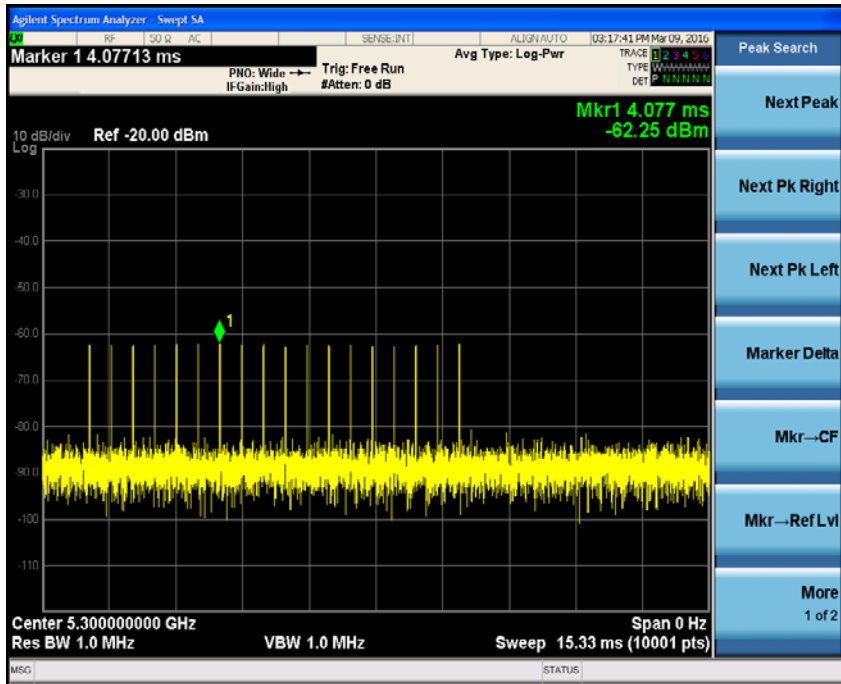 Agilent Spectrum Analyzer - Swept SA
RF 50 Ω AC SENSE:INT ALIGN AUTO 03:17:41 PM Mar 09, 2016
Marker 1 4.07713 ms
PNO: Wide
IFGain:High
Trig: Free Run
#Atten: 0 dB
Avg Type: Log-Pwr
TRACE 1 2 3 4 5 6
TYPE
DET P N N N N N
Mkr1 4.077 ms
-62.25 dBm
10 dB/div Ref -20.00 dBm
Log
-30.0
-40.0
-50.0
-60.0
-70.0
-80.0
-90.0
-100
-110
1
Center 5.300000000 GHz Span 0 Hz
Res BW 1.0 MHz VBW 1.0 MHz Sweep 15.33 ms (10001 pts)
MSG STATUS
Peak Search
Next Peak
Next Pk Right
Next Pk Left
Marker Delta
Mkr→CF
Mkr→Ref Lvl
More
1 of 2